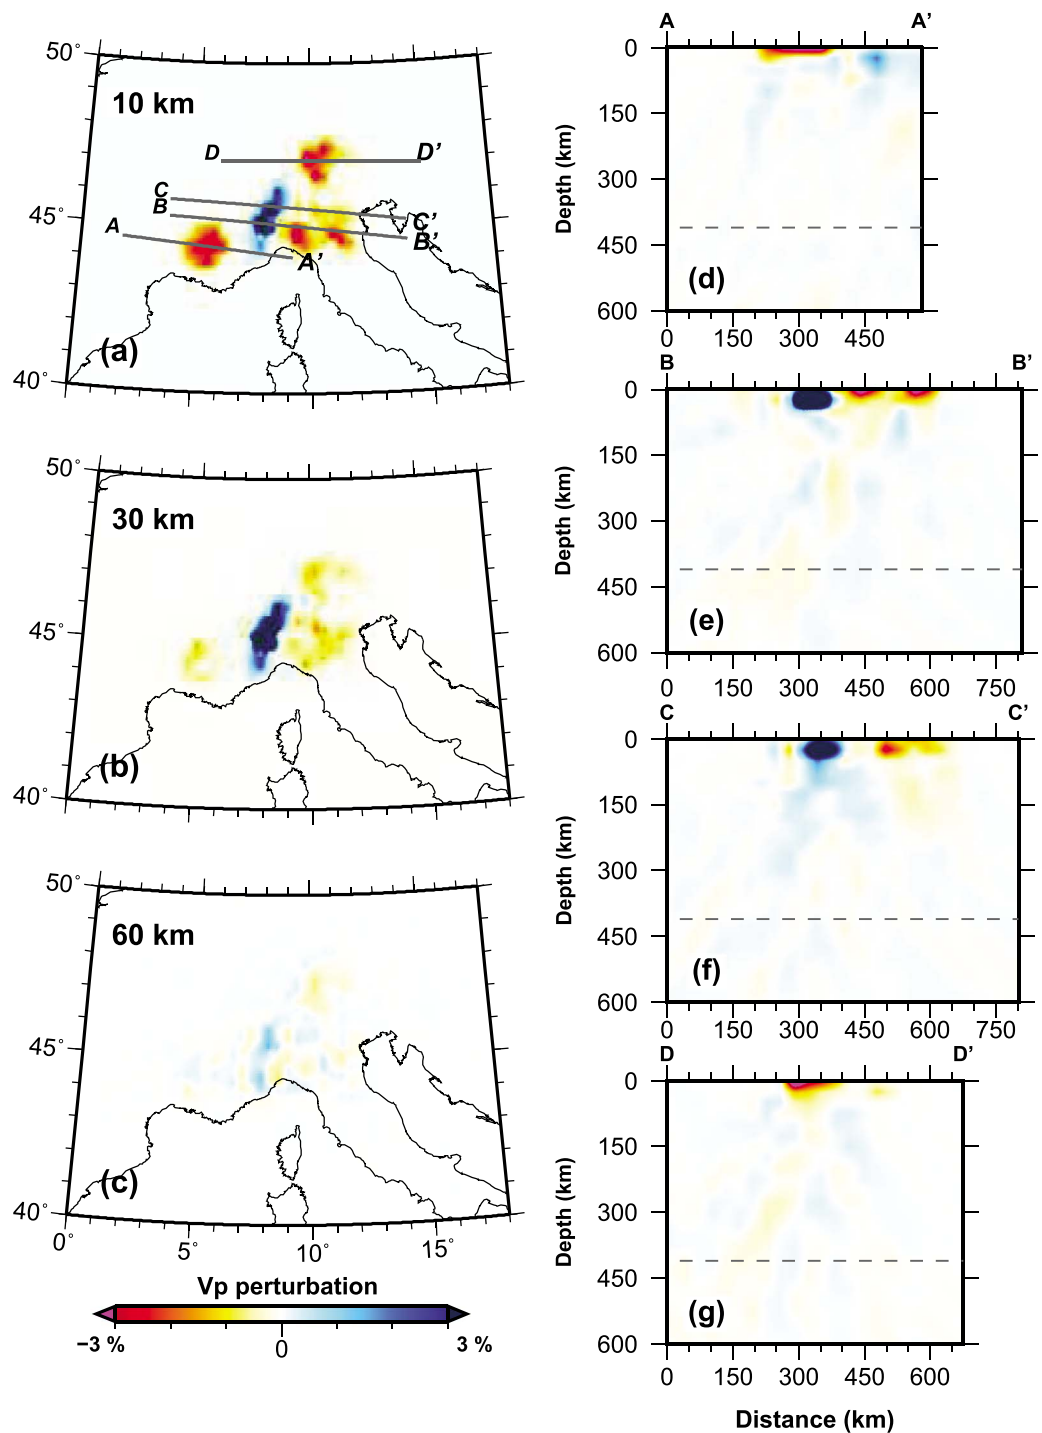 50°
10 km
D D'
C
B
45°
A
C'
B'
A'
(a)
40°
50°
30 km
45°
(b)
40°
50°
60 km
45°
(c)
40°
0° 5° 10° 15°
Vp perturbation
−3 % 0 3 %
A A'
0
150
300
450
600
Depth (km)
(d)
0 150 300 450
B B'
0
150
300
450
600
Depth (km)
(e)
0 150 300 450 600 750
C C'
0
150
300
450
600
Depth (km)
(f)
0 150 300 450 600 750
D D'
0
150
300
450
600
Depth (km)
(g)
0 150 300 450 600
Distance (km)